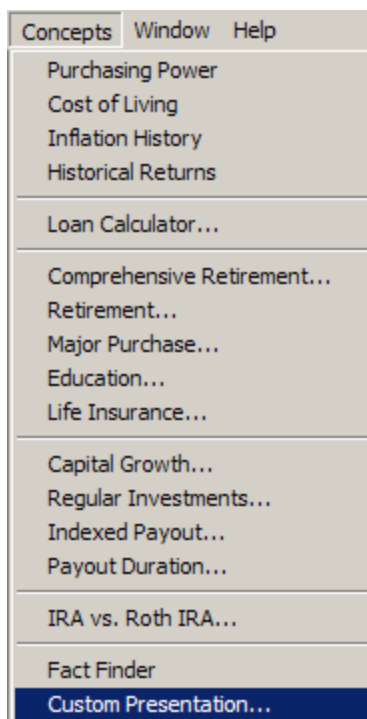 Concepts Window Help
Purchasing Power
Cost of Living
Inflation History
Historical Returns
Loan Calculator...
Comprehensive Retirement...
Retirement...
Major Purchase...
Education...
Life Insurance...
Capital Growth...
Regular Investments...
Indexed Payout...
Payout Duration...
IRA vs. Roth IRA...
Fact Finder
Custom Presentation...